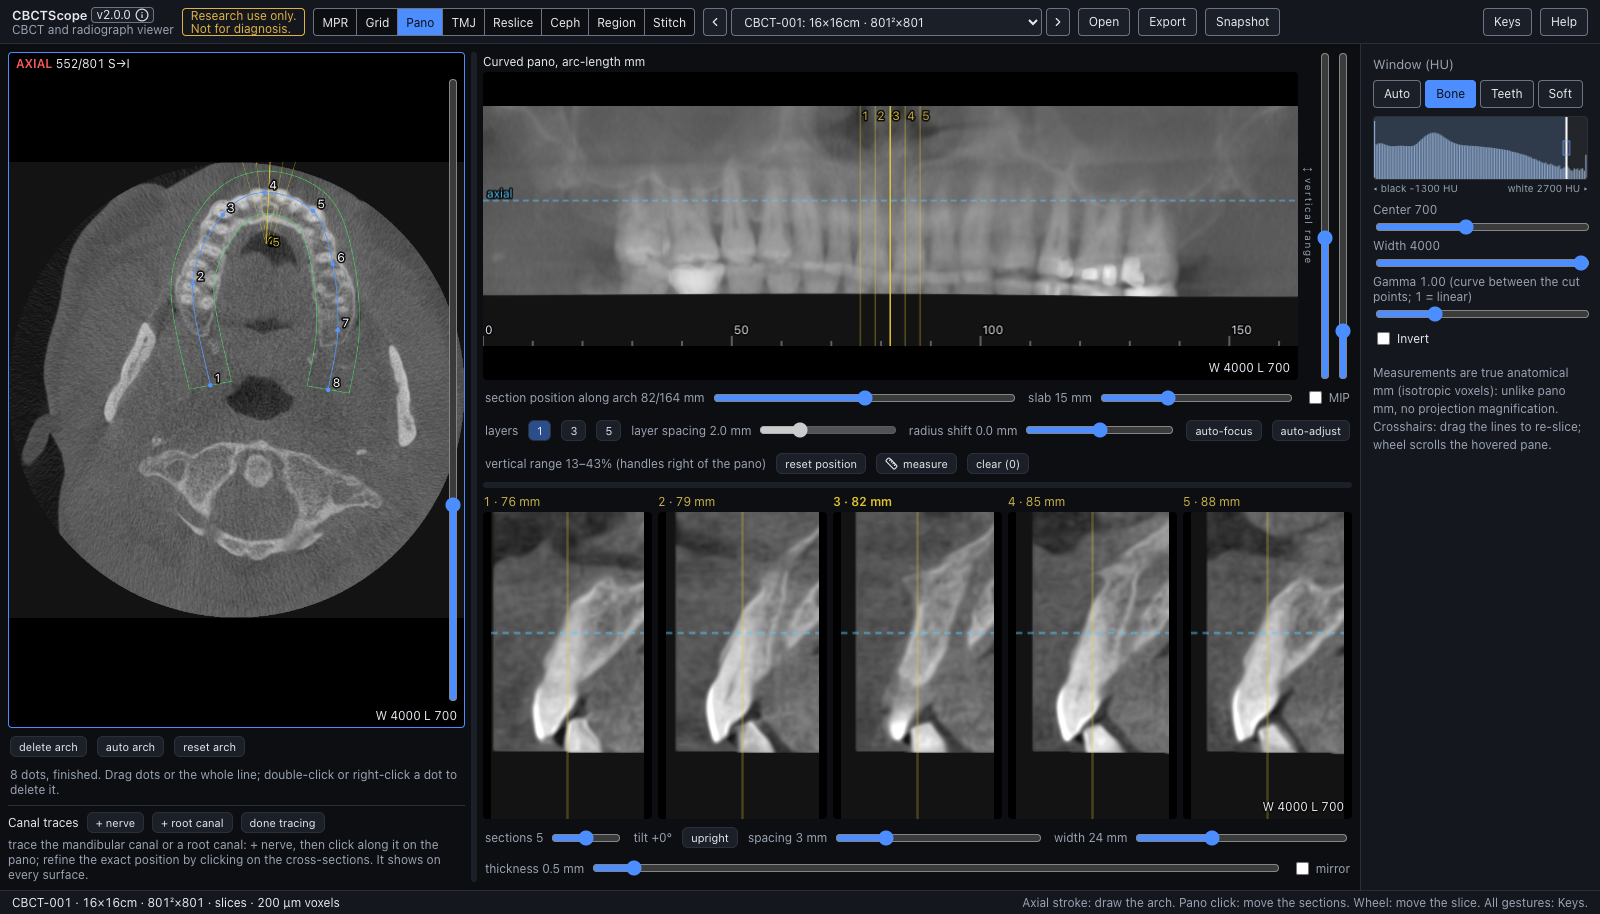 CBCTScope v2.0.0
CBCT and radiograph viewer
Research use only.
Not for diagnosis.
MPR Grid Pano TMJ Reslice Ceph Region Stitch
CBCT-001: 16×16cm · 801²×801
Open Export Snapshot Keys Help
AXIAL 552/801 S→I
4
3
5
6
2
7
1
8
W 4000 L 700
delete arch auto arch reset arch
8 dots, finished. Drag dots or the whole line; double-click or right-click a dot to
delete it.
Canal traces + nerve + root canal done tracing
trace the mandibular canal or a root canal: + nerve, then click along it on the
pano; refine the exact position by clicking on the cross-sections. It shows on
every surface.
Curved pano, arc-length mm
1 2 3 4 5
axial
0 50 100 150
W 4000 L 700
↕ vertical range
section position along arch 82/164 mm slab 15 mm MIP
layers 1 3 5 layer spacing 2.0 mm radius shift 0.0 mm auto-focus auto-adjust
vertical range 13–43% (handles right of the pano) reset position measure clear (0)
1 · 76 mm 2 · 79 mm 3 · 82 mm 4 · 85 mm 5 · 88 mm
W 4000 L 700
sections 5 tilt +0° upright spacing 3 mm width 24 mm
thickness 0.5 mm mirror
Window (HU)
Auto Bone Teeth Soft
◂ black -1300 HU white 2700 HU ▸
Center 700
Width 4000
Gamma 1.00 (curve between the cut
points; 1 = linear)
Invert
Measurements are true anatomical
mm (isotropic voxels): unlike pano
mm, no projection magnification.
Crosshairs: drag the lines to re-slice;
wheel scrolls the hovered pane.
CBCT-001 · 16×16cm · 801²×801 · slices · 200 µm voxels
Axial stroke: draw the arch. Pano click: move the sections. Wheel: move the slice. All gestures: Keys.